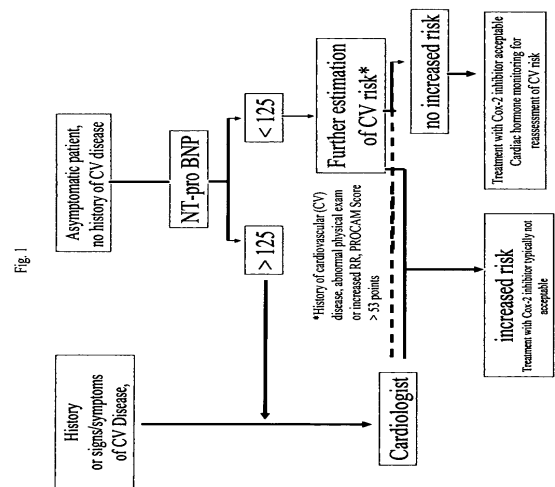 Fig. 1
History
or signs/symptoms
of CV Disease,
Asymptomatic patient,
no history of CV disease
NT-pro BNP
> 125
< 125
*History of cardiovascular (CV)
disease, abnormal physical exam
or increased RR, PROCAM Score
> 53 points
Further estimation
of CV risk*
Cardiologist
increased risk
Treatment with Cox-2 inhibitor typically not
acceptable
no increased risk
Treatment with Cox-2 inhibitor acceptable
Cardiac hormone monitoring for
reassessment of CV risk